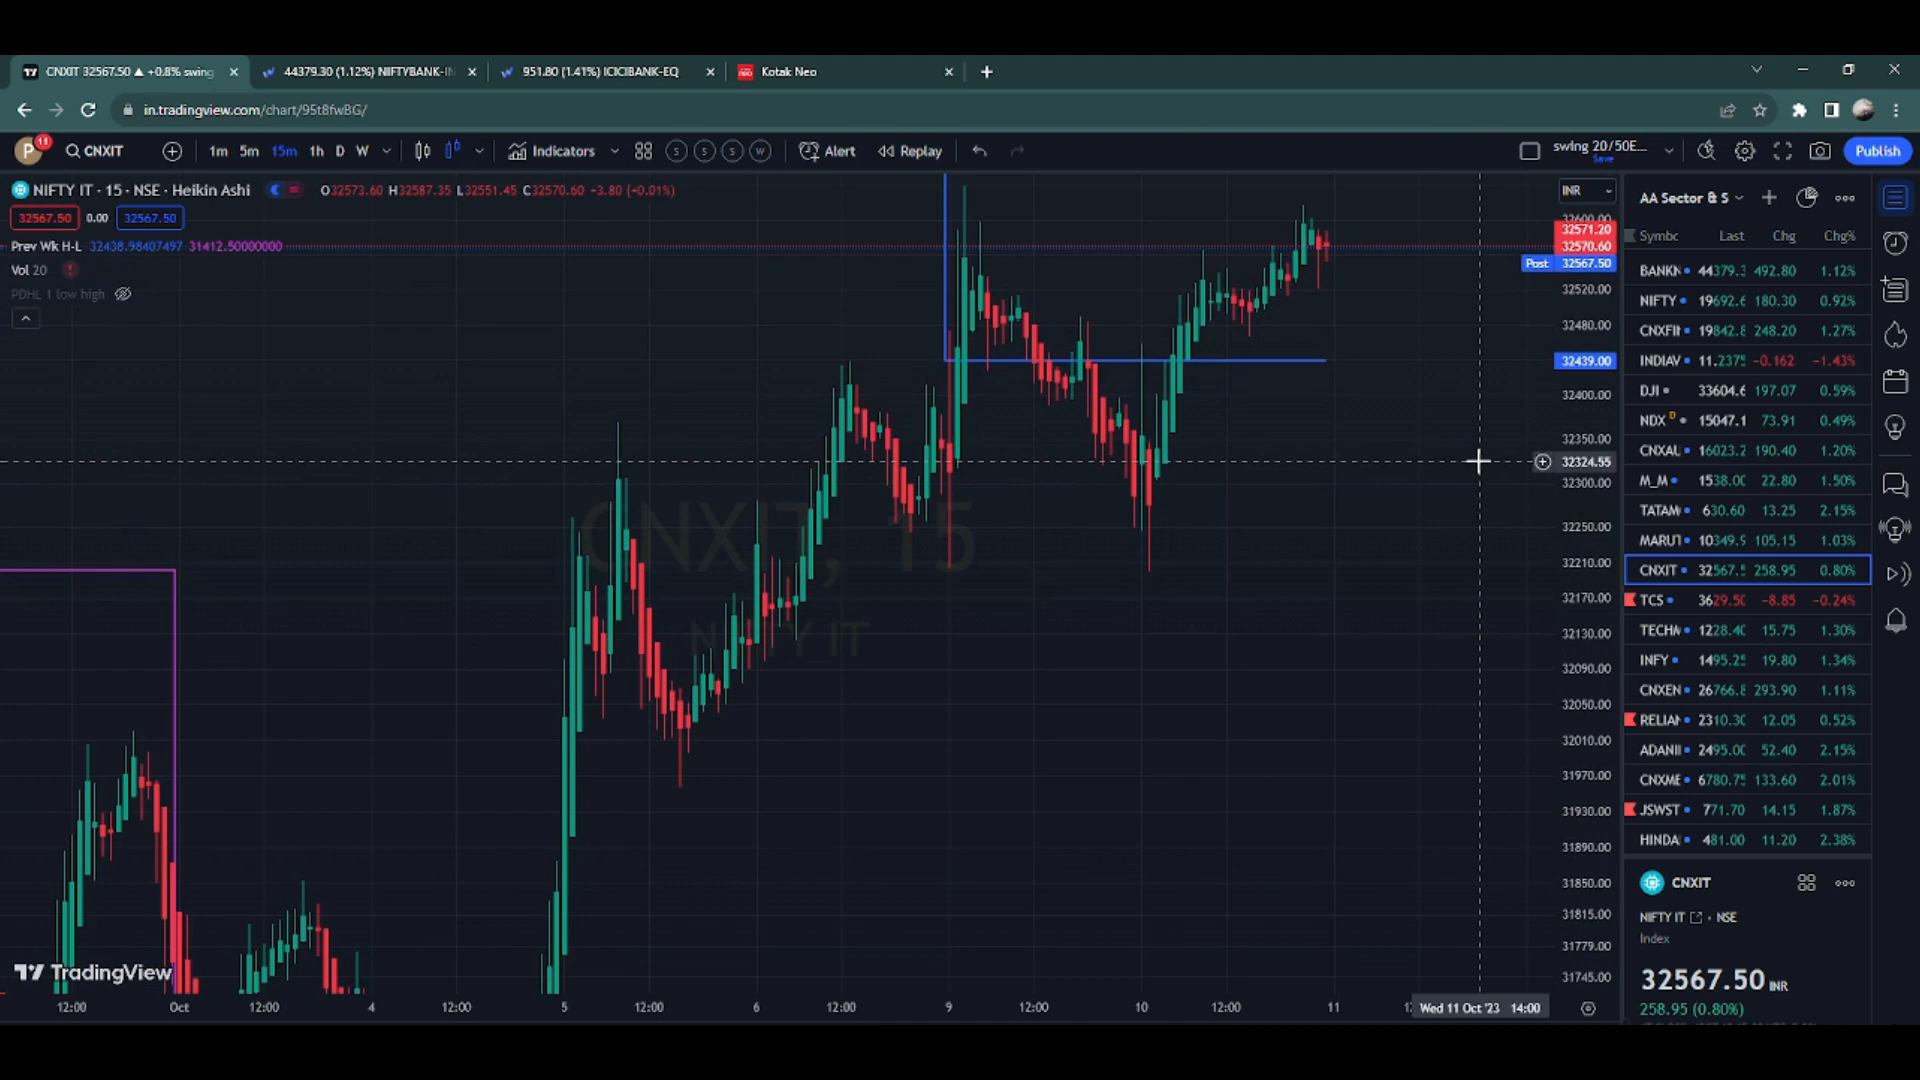 CNXIT 32567.50 ▲ +0.8% swing
44379.30 (1.12%) NIFTYBANK-IN
951.80 (1.41%) ICICIBANK-EQ
neo Kotak Neo
in.tradingview.com/chart/95t8fwBG/
P 11 CNXIT 1m 5m 15m 1h D W Indicators S S S W Alert Replay swing 20/50E... Save Publish
NIFTY IT · 15 · NSE · Heikin Ashi O32573.60 H32587.35 L32551.45 C32570.60 −3.80 (−0.01%)
32567.50 0.00 32567.50
Prev Wk H-L 32438.98407497 31412.50000000
Vol 20
PDHL 1 low high
CNXIT, 15
NIFTY IT
TradingView
INR
32600.00
32571.20
32570.60
Post 32567.50
32520.00
32480.00
32439.00
32400.00
32350.00
32324.55
32300.00
32250.00
32210.00
32170.00
32130.00
32090.00
32050.00
32010.00
31970.00
31930.00
31890.00
31850.00
31815.00
31779.00
31745.00
12:00 Oct 12:00 4 12:00 5 12:00 6 12:00 9 12:00 10 12:00 11 Wed 11 Oct '23 14:00
AA Sector & S
Symbc Last Chg Chg%
BANKN 44379.3 492.80 1.12%
NIFTY 19692.6 180.30 0.92%
CNXFIN 19842.8 248.20 1.27%
INDIAV 11.2375 −0.162 −1.43%
DJI 33604.6 197.07 0.59%
NDX D 15047.1 73.91 0.49%
CNXAU 16023.2 190.40 1.20%
M_M 1538.00 22.80 1.50%
TATAM 630.60 13.25 2.15%
MARUT 10349.9 105.15 1.03%
CNXIT 32567.5 258.95 0.80%
TCS 3629.50 −8.85 −0.24%
TECHM 1228.40 15.75 1.30%
INFY 1495.25 19.80 1.34%
CNXEN 26766.8 293.90 1.11%
RELIAN 2310.30 12.05 0.52%
ADANII 2495.00 52.40 2.15%
CNXME 6780.75 133.60 2.01%
JSWST 771.70 14.15 1.87%
HINDA 481.00 11.20 2.38%
CNXIT
NIFTY IT · NSE
Index
32567.50 INR
258.95 (0.80%)